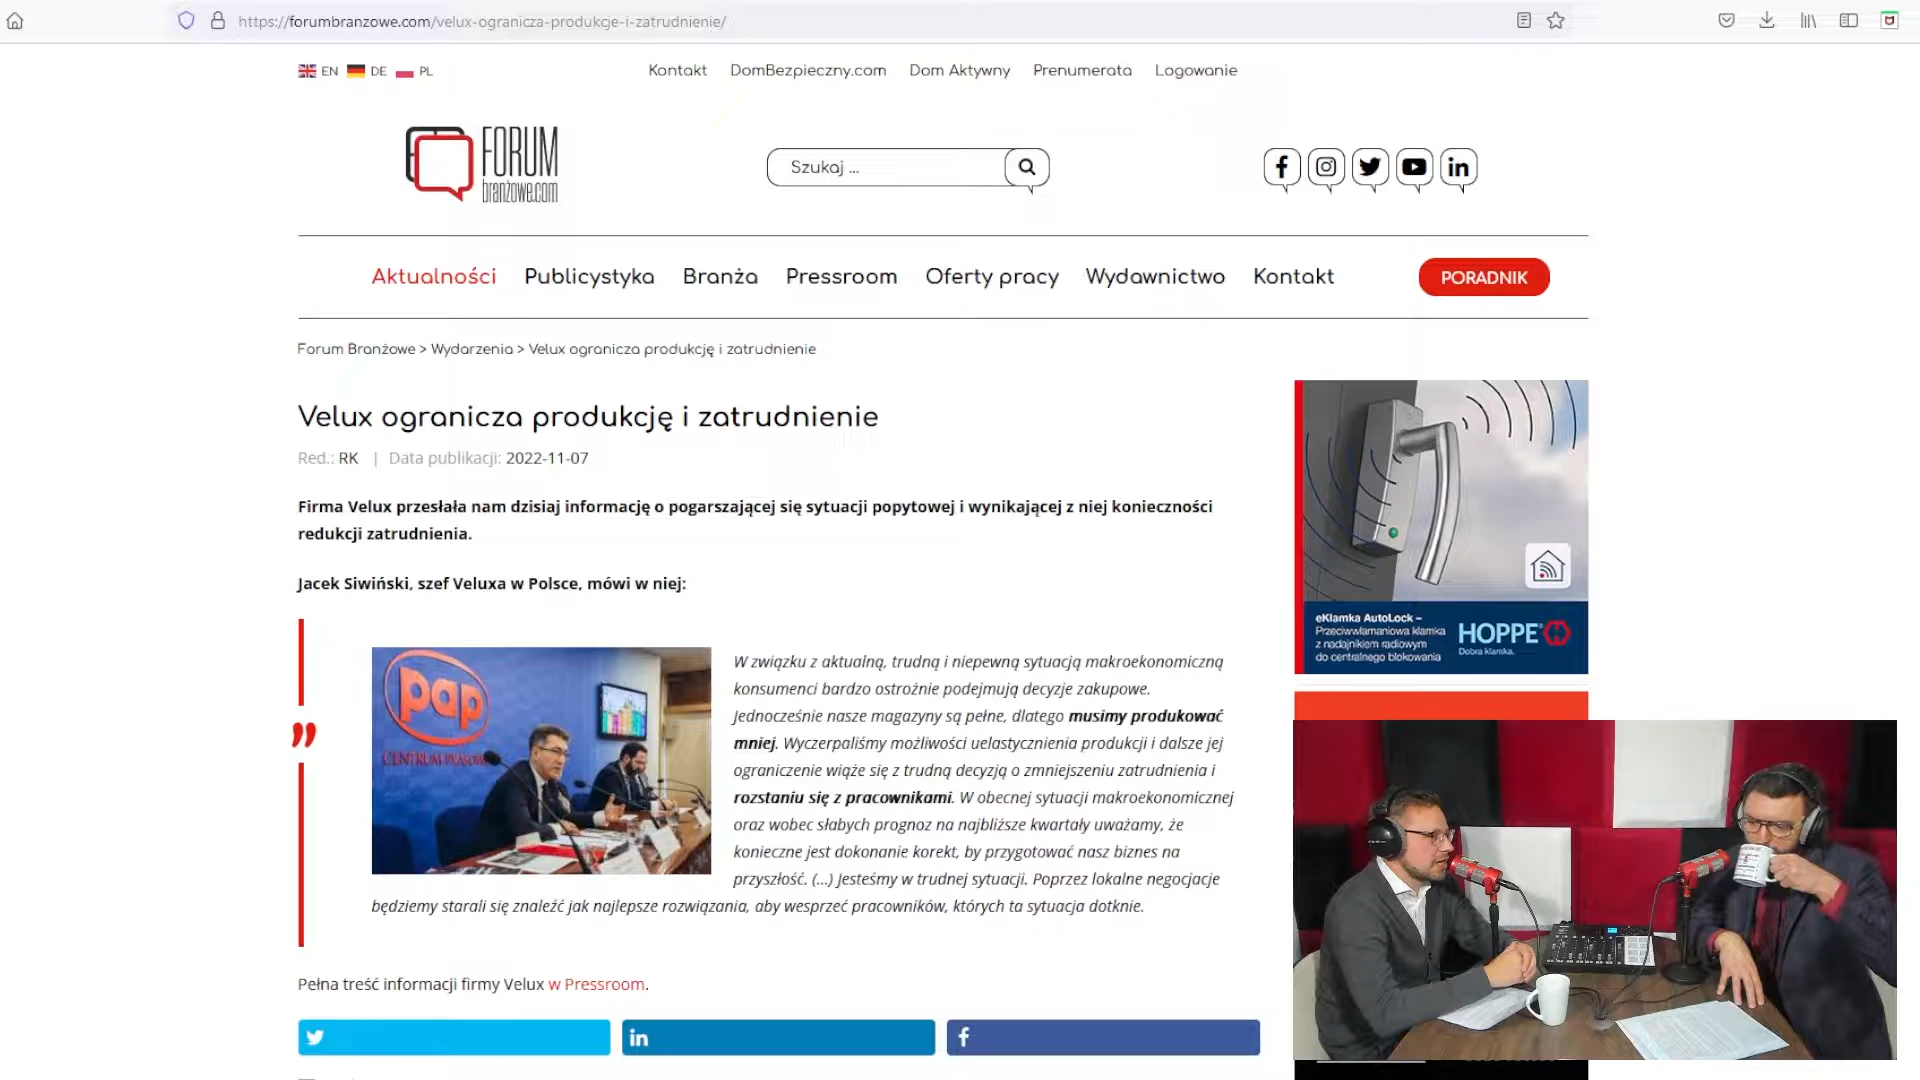 https://forumbranzowe.com/velux-ogranicza-produkcje-i-zatrudnienie/
EN DE PL
Kontakt DomBezpieczny.com Dom Aktywny Prenumerata Logowanie
FORUM
branżowe.com
Szukaj ...
Aktualności Publicystyka Branża Pressroom Oferty pracy Wydawnictwo Kontakt PORADNIK
Forum Branżowe > Wydarzenia > Velux ogranicza produkcję i zatrudnienie
Velux ogranicza produkcję i zatrudnienie
Red.: RK | Data publikacji: 2022-11-07
Firma Velux przesłała nam dzisiaj informację o pogarszającej się sytuacji popytowej i wynikającej z niej konieczności
redukcji zatrudnienia.
Jacek Siwiński, szef Veluxa w Polsce, mówi w niej:
pap
CENTRUM PRASOWE
W związku z aktualną, trudną i niepewną sytuacją makroekonomiczną
konsumenci bardzo ostrożnie podejmują decyzje zakupowe.
Jednocześnie nasze magazyny są pełne, dlatego musimy produkować
mniej. Wyczerpaliśmy możliwości uelastycznienia produkcji i dalsze jej
ograniczenie wiąże się z trudną decyzją o zmniejszeniu zatrudnienia i
rozstaniu się z pracownikami. W obecnej sytuacji makroekonomicznej
oraz wobec słabych prognoz na najbliższe kwartały uważamy, że
konieczne jest dokonanie korekt, by przygotować nasz biznes na
przyszłość. (...) Jesteśmy w trudnej sytuacji. Poprzez lokalne negocjacje
będziemy starali się znaleźć jak najlepsze rozwiązania, aby wesprzeć pracowników, których ta sytuacja dotknie.
Pełna treść informacji firmy Velux w Pressroom.
eKlamka AutoLock –
Przeciwwłamaniowa klamka
z nadajnikiem radiowym
do centralnego blokowania
HOPPE
Dobra klamka.